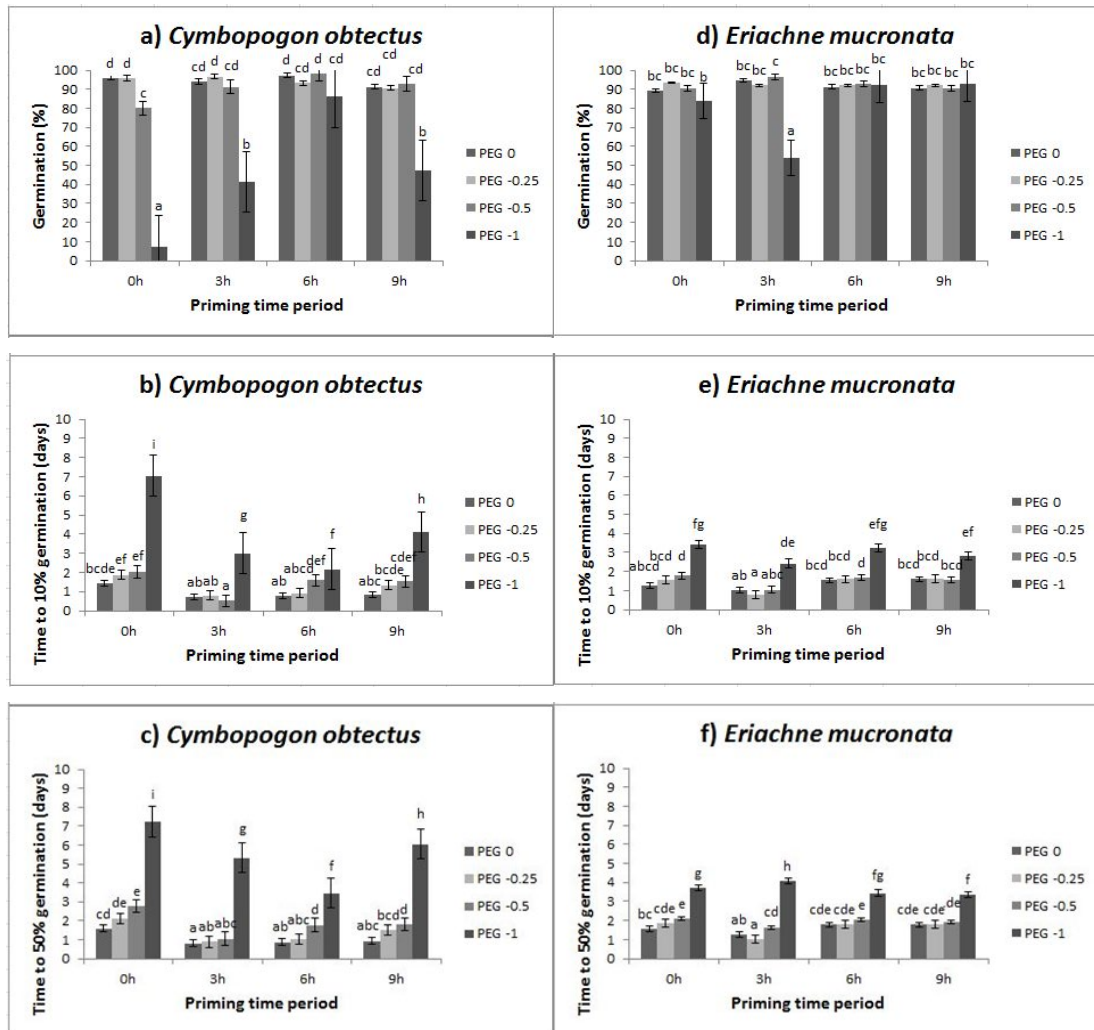 a) Cymbopogon obtectus
Germination (%)
100
90
80
70
60
50
40
30
20
10
0
d d c a
cd d cd b
d cd d cd
cd cd cd b
0h 3h 6h 9h
Priming time period
PEG 0
PEG -0.25
PEG -0.5
PEG -1
d) Eriachne mucronata
Germination (%)
100
90
80
70
60
50
40
30
20
10
0
bc bc bc b
bc bc c a
bc bc bc bc
bc bc bc bc
0h 3h 6h 9h
Priming time period
PEG 0
PEG -0.25
PEG -0.5
PEG -1
b) Cymbopogon obtectus
Time to 10% germination (days)
10
9
8
7
6
5
4
3
2
1
0
bcde ef ef i
ab ab a g
ab abcd def f
abc bcde cdef h
0h 3h 6h 9h
Priming time period
PEG 0
PEG -0.25
PEG -0.5
PEG -1
e) Eriachne mucronata
Time to 10% germination (days)
10
9
8
7
6
5
4
3
2
1
0
abcd bcd d fg
ab a abc de
bcd bcd d efg
bcd bcd bcd ef
0h 3h 6h 9h
Priming time period
PEG 0
PEG -0.25
PEG -0.5
PEG -1
c) Cymbopogon obtectus
Time to 50% germination (days)
10
9
8
7
6
5
4
3
2
1
0
cd de e i
a ab abc g
ab abc d f
abc bcd d h
0h 3h 6h 9h
Priming time period
PEG 0
PEG -0.25
PEG -0.5
PEG -1
f) Eriachne mucronata
Time to 50% germination (days)
10
9
8
7
6
5
4
3
2
1
0
bc cde e g
ab a cd h
cde cde e fg
cde cde de f
0h 3h 6h 9h
Priming time period
PEG 0
PEG -0.25
PEG -0.5
PEG -1